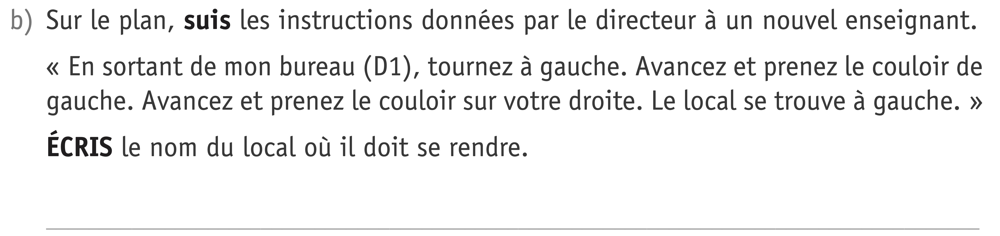 b) Sur le plan, suis les instructions données par le directeur à un nouvel enseignant.
« En sortant de mon bureau (D1), tournez à gauche. Avancez et prenez le couloir de
gauche. Avancez et prenez le couloir sur votre droite. Le local se trouve à gauche. »
ÉCRIS le nom du local où il doit se rendre.